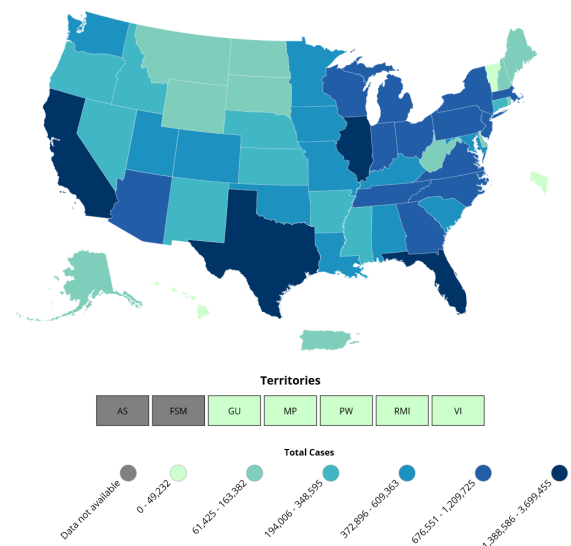 Territories
AS FSM GU MP PW RMI VI
Total Cases
Data not available
0 - 49,232
61,425 - 163,382
194,006 - 348,595
372,896 - 609,363
676,551 - 1,209,725
1,388,586 - 3,699,455